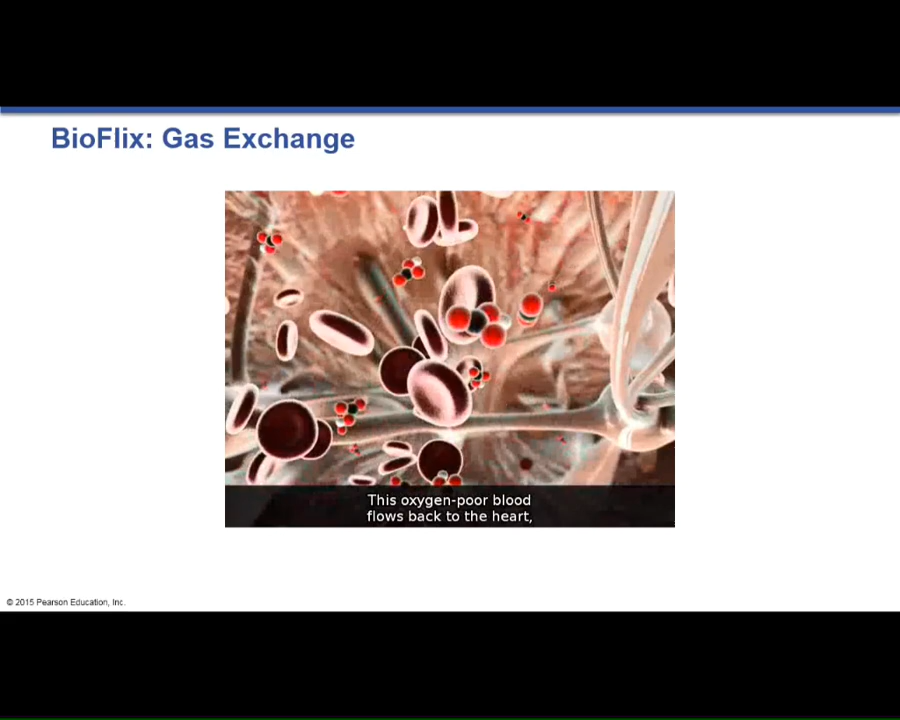 BioFlix: Gas Exchange
This oxygen-poor blood
flows back to the heart,
© 2015 Pearson Education, Inc.